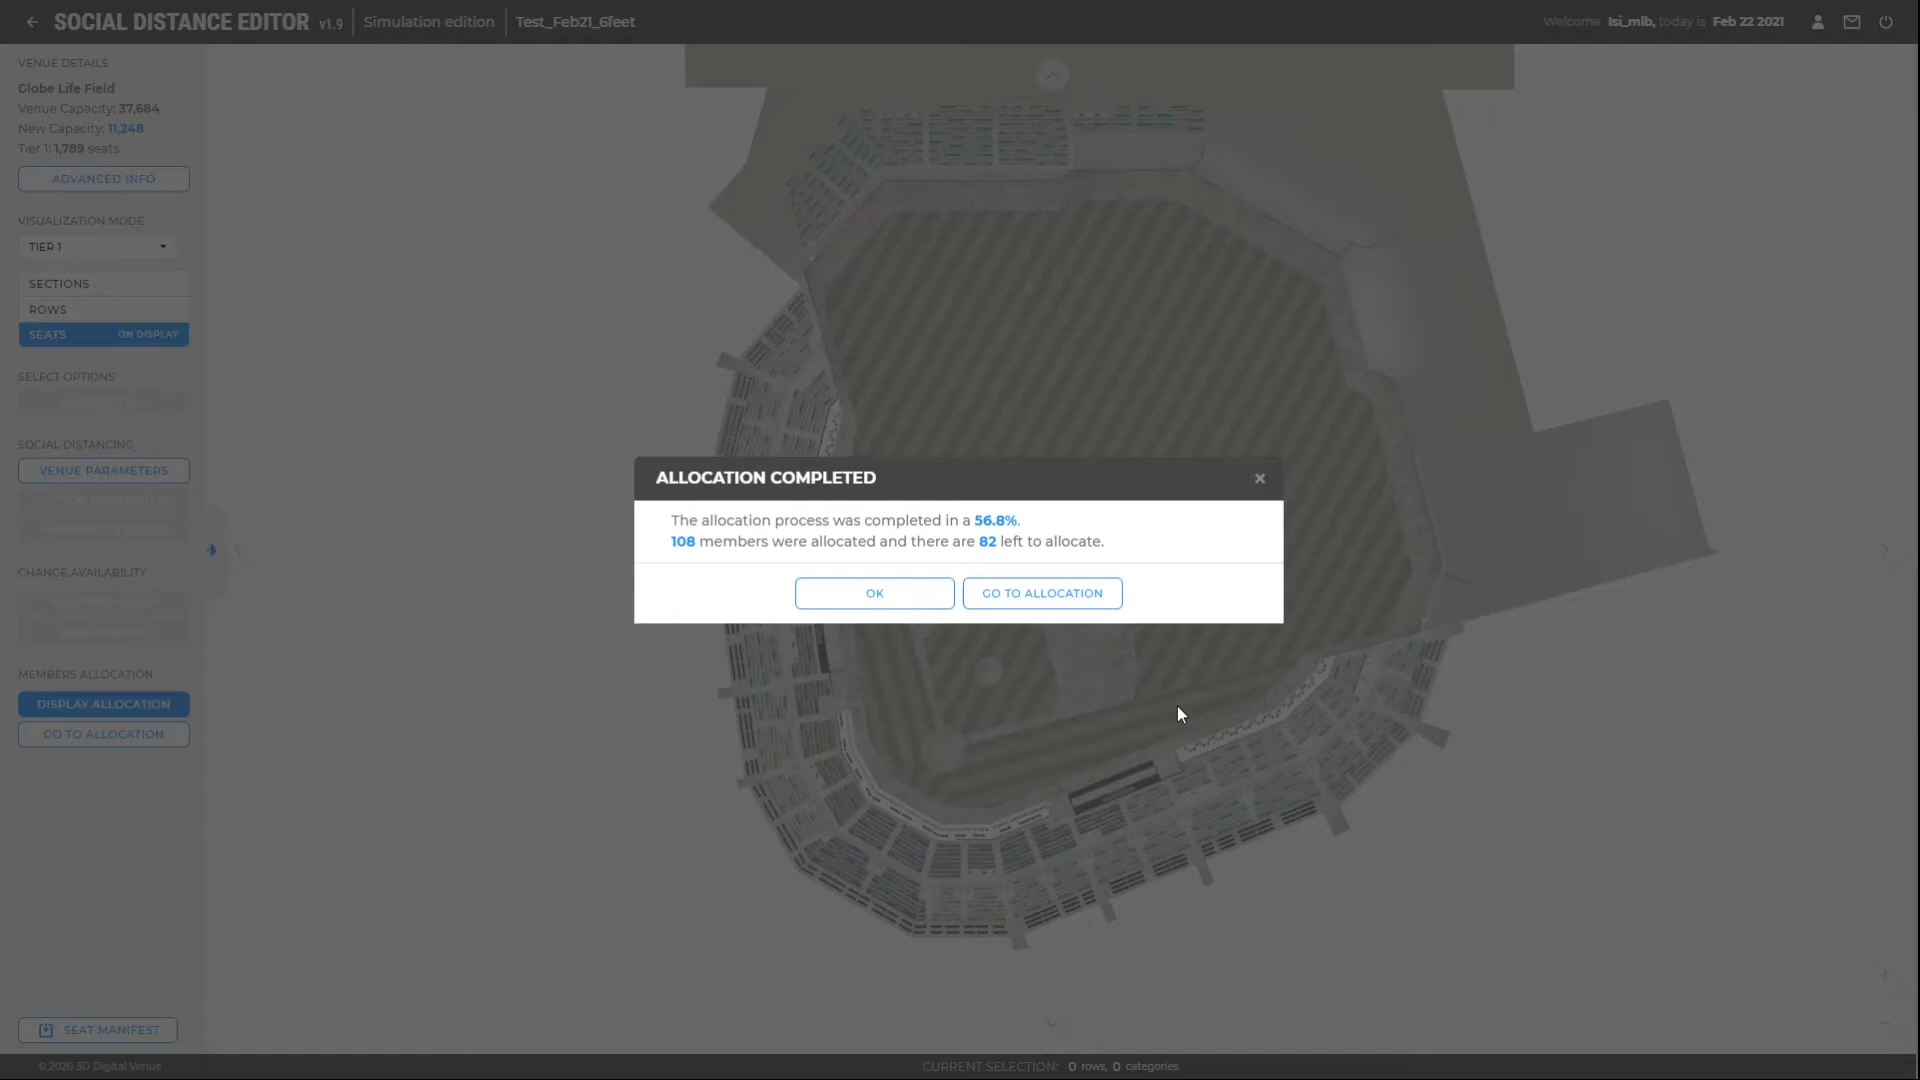 SOCIAL DISTANCE EDITOR v1.9 Simulation edition Test_Feb21_6feet
Welcome lsi_mlb, today is Feb 22 2021
VENUE DETAILS
Globe Life Field
Venue Capacity: 37,684
New Capacity: 11,248
Tier 1: 1,789 seats
ADVANCED INFO
VISUALIZATION MODE
TIER 1
SECTIONS
ROWS
SEATS ON DISPLAY
SELECT OPTIONS
SOCIAL DISTANCING
VENUE PARAMETERS
CHANGE AVAILABILITY
MEMBERS ALLOCATION
DISPLAY ALLOCATION
GO TO ALLOCATION
SEAT MANIFEST
ALLOCATION COMPLETED
The allocation process was completed in a 56.8%.
108 members were allocated and there are 82 left to allocate.
OK
GO TO ALLOCATION
© 2020 3D Digital Venue
CURRENT SELECTION: 0 rows, 0 categories